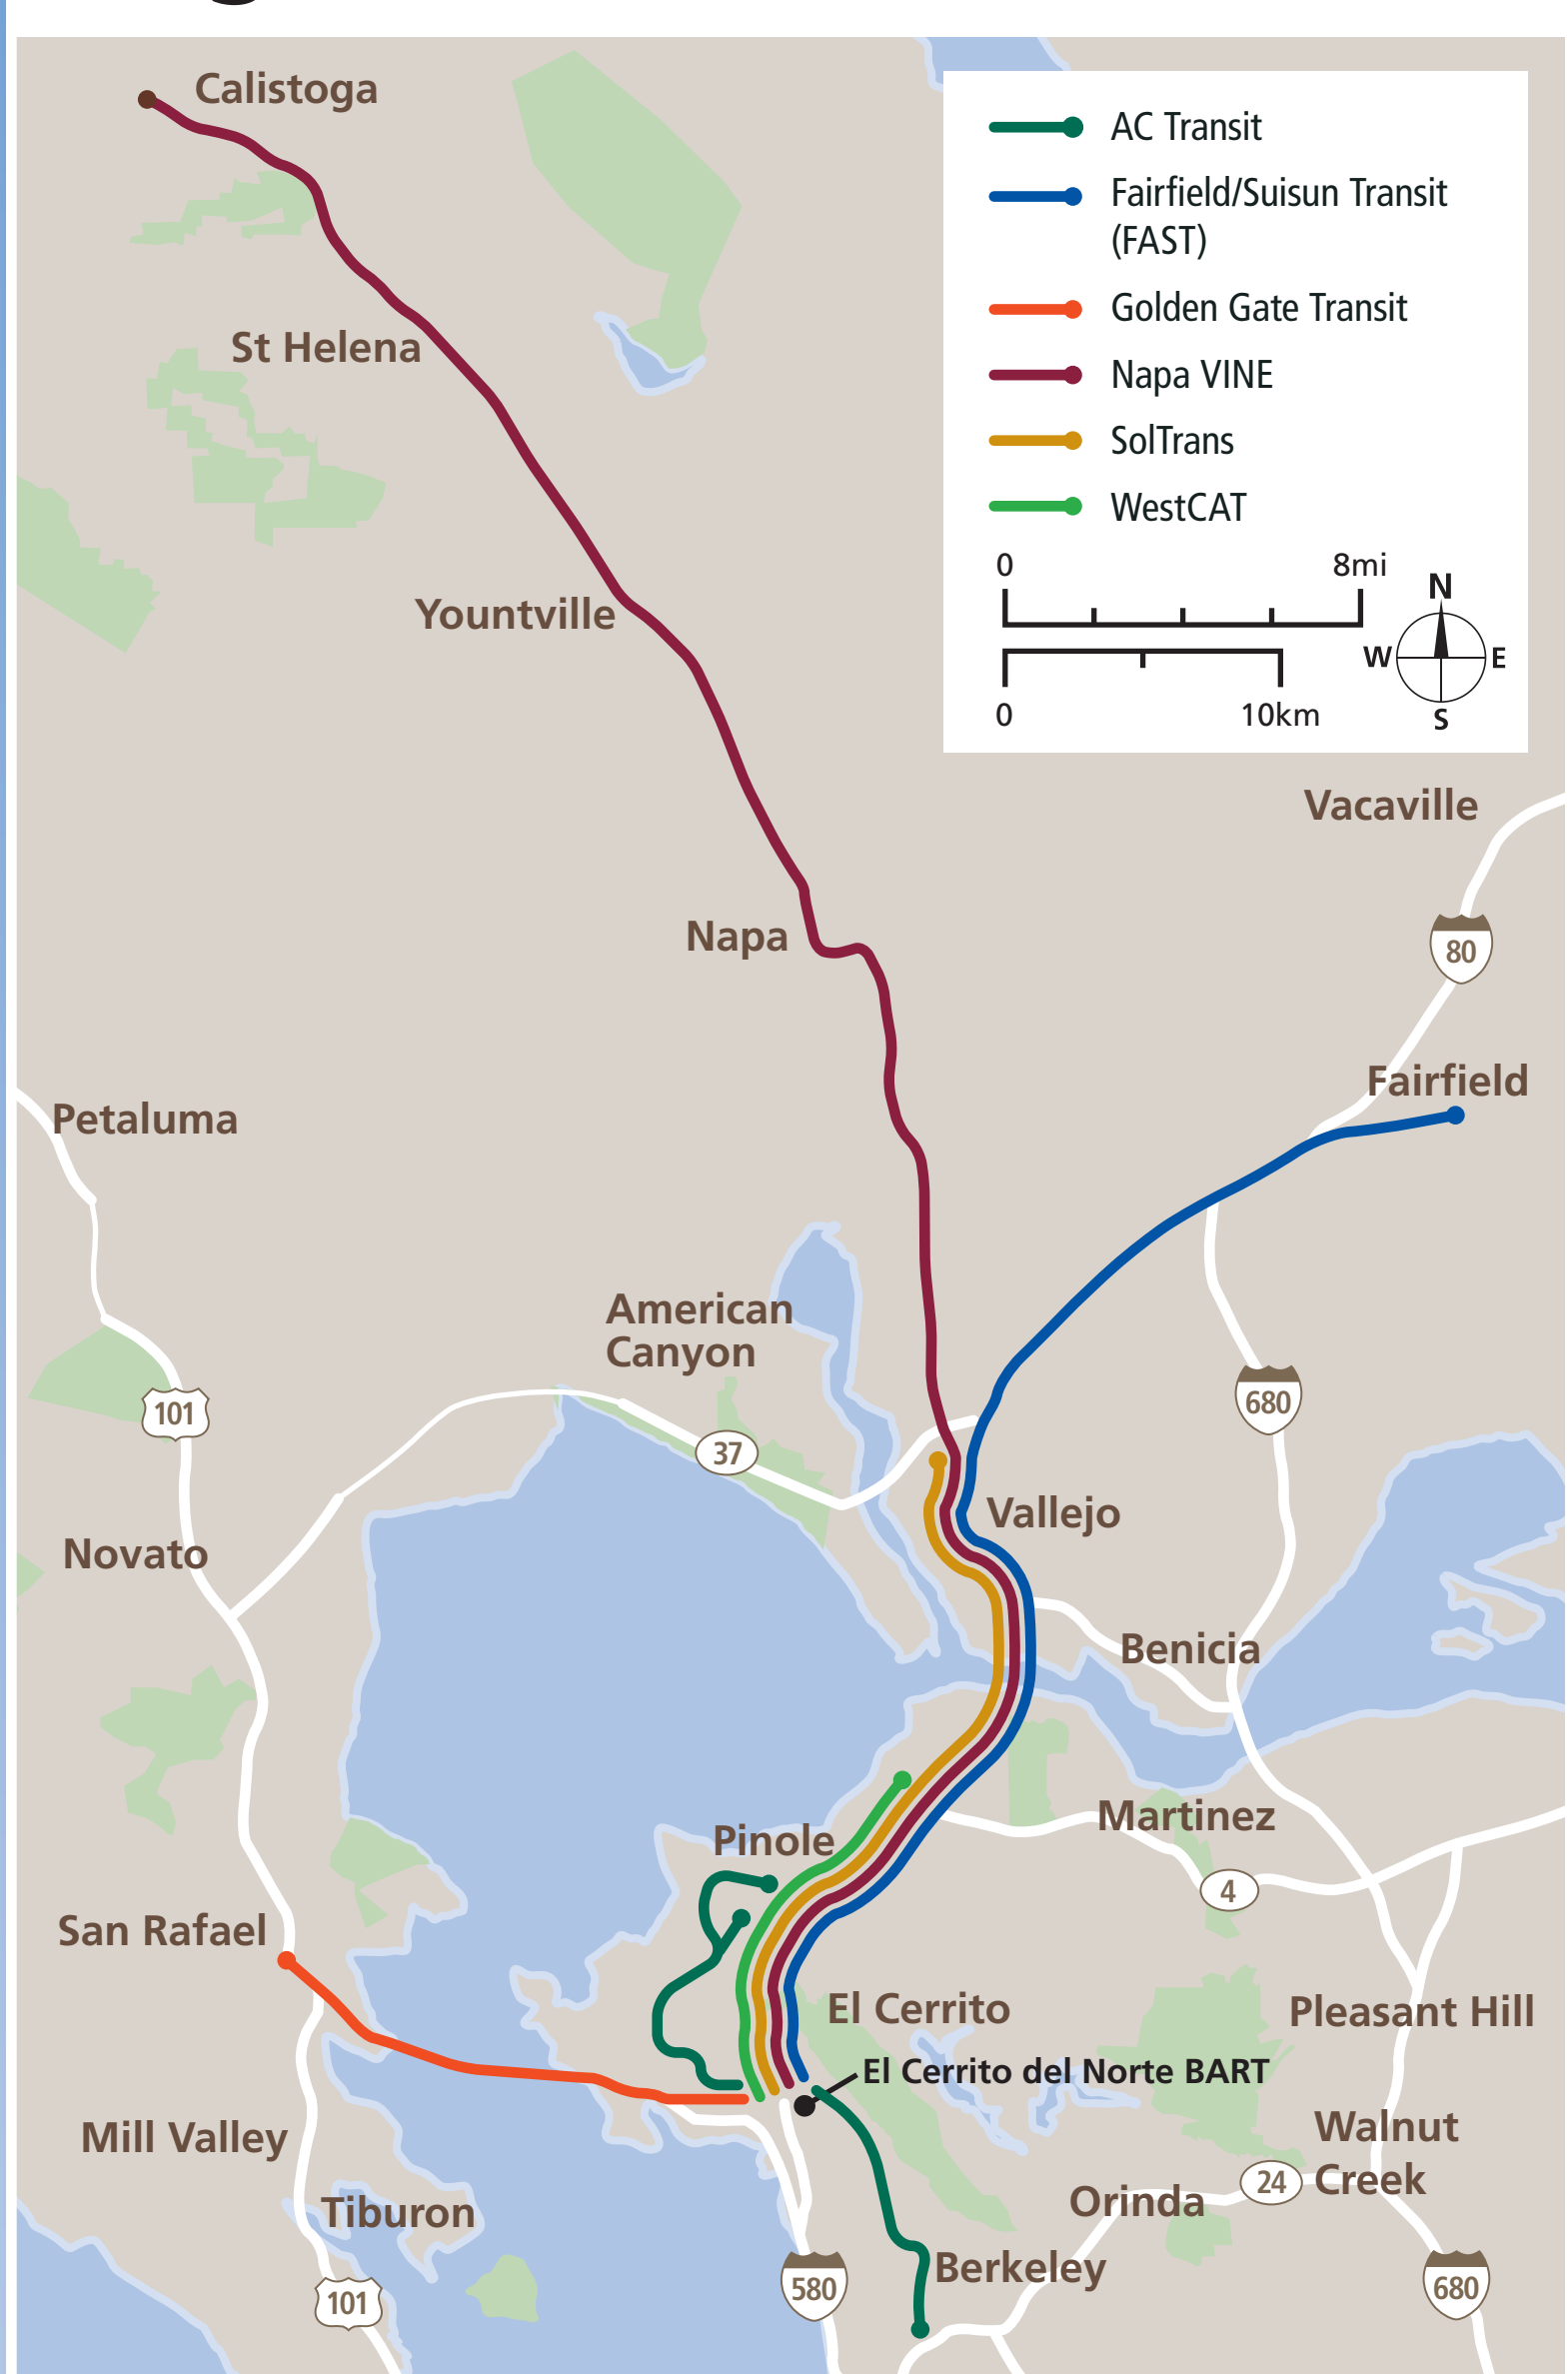 Calistoga
AC Transit
Fairfield/Suisun Transit
(FAST)
Golden Gate Transit
Napa VINE
SolTrans
WestCAT
0
8mi
N
W
E
S
0
10km
St Helena
Yountville
Vacaville
Napa
80
Fairfield
Petaluma
American
Canyon
101
37
680
Vallejo
Novato
Benicia
Martinez
Pinole
4
San Rafael
El Cerrito
Pleasant Hill
El Cerrito del Norte BART
Mill Valley
Walnut
Creek
24
Orinda
Tiburon
Berkeley
101
580
680